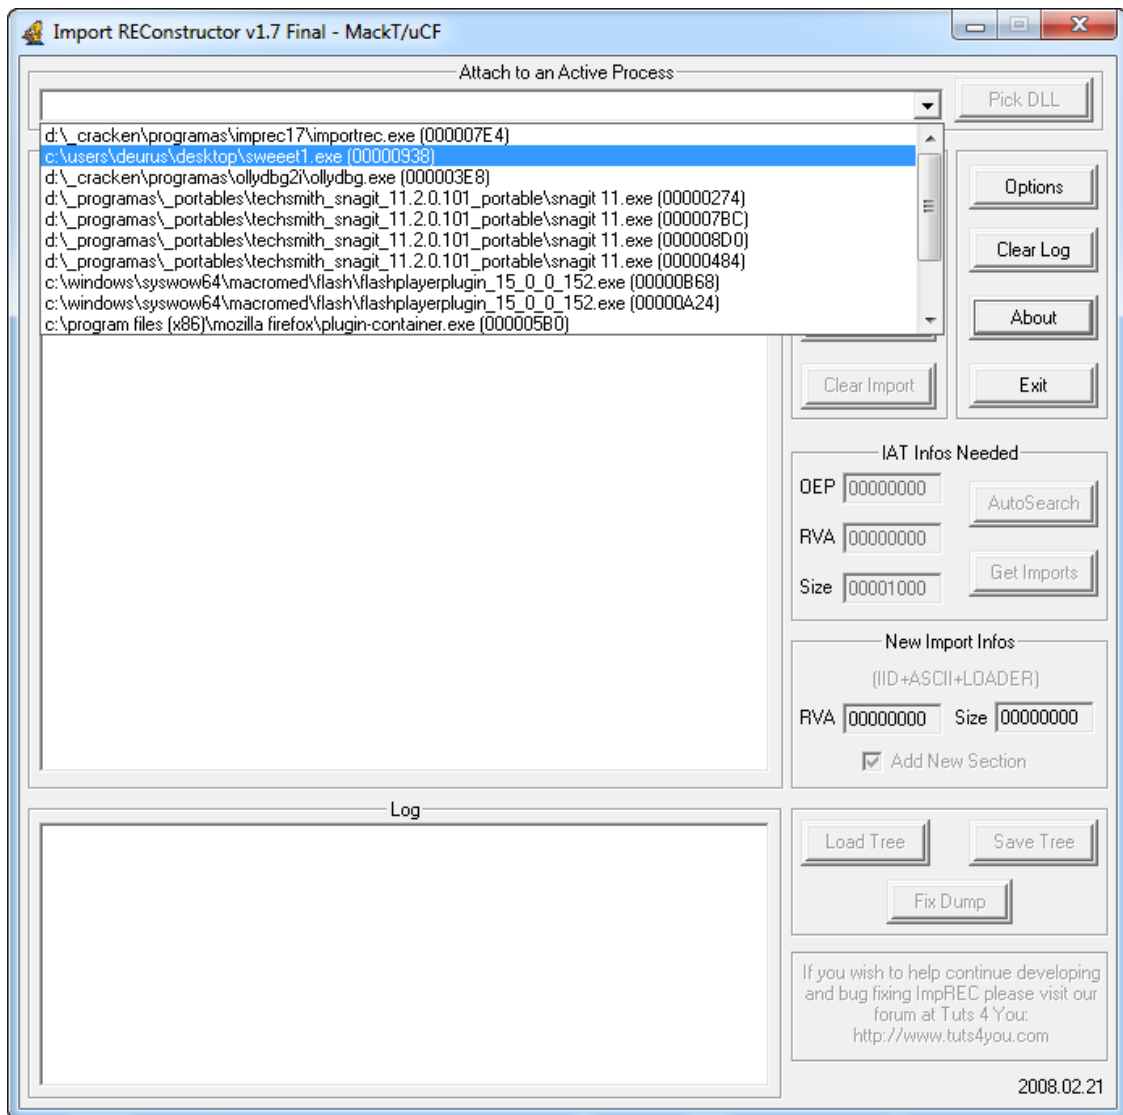 Import REConstructor v1.7 Final - MackT/uCF
Attach to an Active Process
Pick DLL
d:\_cracken\programas\imprec17\importrec.exe (000007E4)
c:\users\deurus\desktop\sweeet1.exe (00000938)
d:\_cracken\programas\ollydbg2i\ollydbg.exe (000003E8)
d:\_programas\_portables\techsmith_snagit_11.2.0.101_portable\snagit 11.exe (00000274)
d:\_programas\_portables\techsmith_snagit_11.2.0.101_portable\snagit 11.exe (000007BC)
d:\_programas\_portables\techsmith_snagit_11.2.0.101_portable\snagit 11.exe (000008D0)
d:\_programas\_portables\techsmith_snagit_11.2.0.101_portable\snagit 11.exe (00000484)
c:\windows\syswow64\macromed\flash\flashplayerplugin_15_0_0_152.exe (00000B68)
c:\windows\syswow64\macromed\flash\flashplayerplugin_15_0_0_152.exe (00000A24)
c:\program files (x86)\mozilla firefox\plugin-container.exe (000005B0)
Options
Clear Log
About
Clear Import
Exit
IAT Infos Needed
OEP 00000000
AutoSearch
RVA 00000000
Get Imports
Size 00001000
New Import Infos
(IID+ASCII+LOADER)
RVA 00000000 Size 00000000
Add New Section
Log
Load Tree
Save Tree
Fix Dump
If you wish to help continue developing
and bug fixing ImpREC please visit our
forum at Tuts 4 You:
http://www.tuts4you.com
2008.02.21